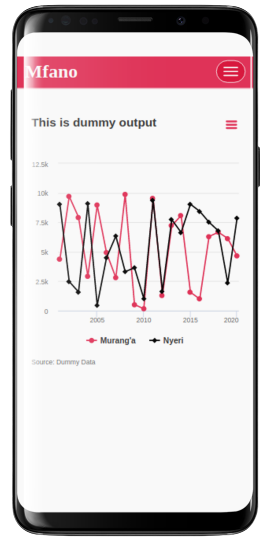 Mfano
This is dummy output
12.5k
10k
7.5k
5k
2.5k
0
2005 2010 2015 2020
Murang'a Nyeri
Source: Dummy Data